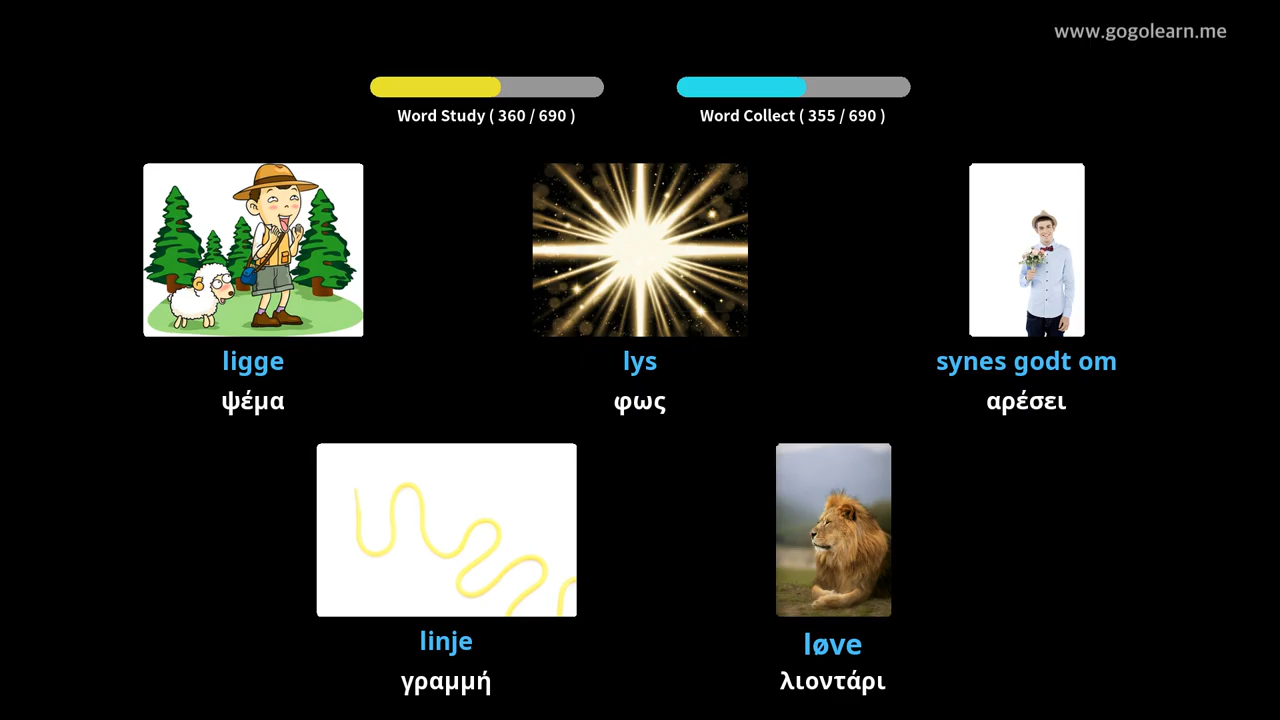 www.gogolearn.me
Word Study ( 360 / 690 )
Word Collect ( 355 / 690 )
ligge
ψέμα
lys
φως
synes godt om
αρέσει
linje
γραμμή
løve
λιοντάρι